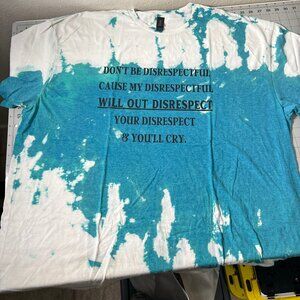 DON'T BE DISRESPECTFUL
CAUSE MY DISRESPECTFUL
WILL OUT DISRESPECT
YOUR DISRESPECT
& YOU'LL CRY.